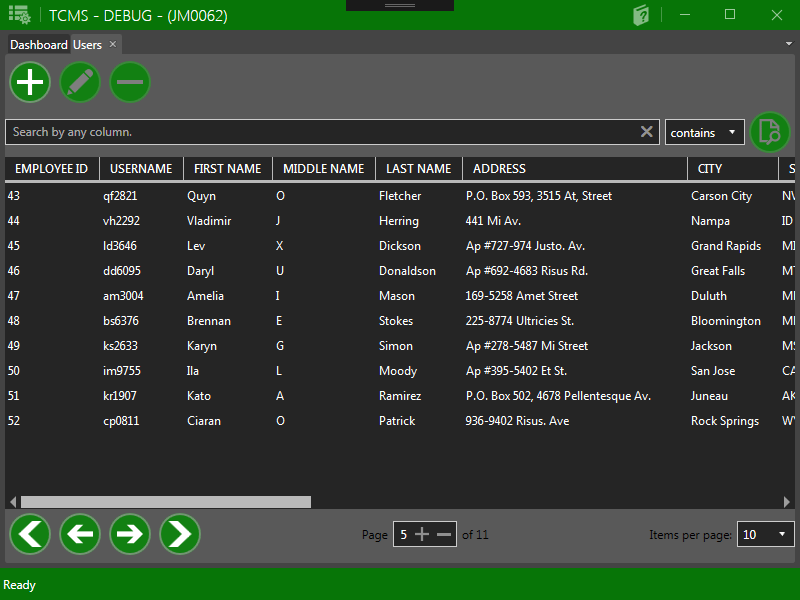 TCMS - DEBUG - (JM0062)
Dashboard Users
Search by any column. contains
EMPLOYEE ID USERNAME FIRST NAME MIDDLE NAME LAST NAME ADDRESS CITY S
43 qf2821 Quyn O Fletcher P.O. Box 593, 3515 At, Street Carson City NV
44 vh2292 Vladimir J Herring 441 Mi Av. Nampa ID
45 ld3646 Lev X Dickson Ap #727-974 Justo. Av. Grand Rapids MI
46 dd6095 Daryl U Donaldson Ap #692-4683 Risus Rd. Great Falls MT
47 am3004 Amelia I Mason 169-5258 Amet Street Duluth
48 bs6376 Brennan E Stokes 225-8774 Ultricies St. Bloomington
49 ks2633 Karyn G Simon Ap #278-5487 Mi Street Jackson MS
50 im9755 Ila L Moody Ap #395-5402 Et St. San Jose CA
51 kr1907 Kato A Ramirez P.O. Box 502, 4678 Pellentesque Av. Juneau AK
52 cp0811 Ciaran O Patrick 936-9402 Risus. Ave Rock Springs WY
Page 5 of 11 Items per page: 10
Ready